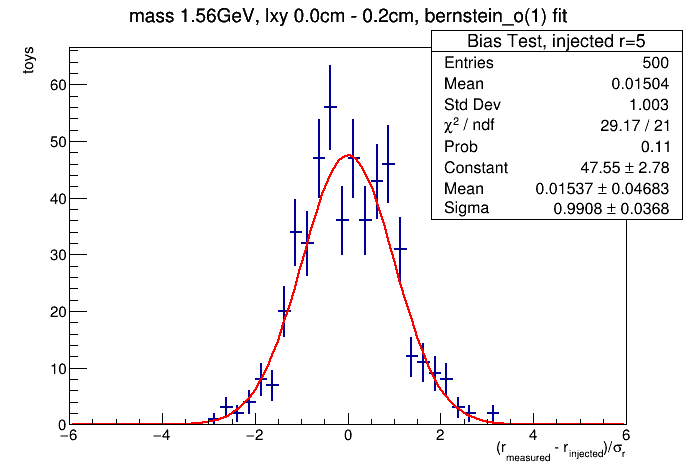 mass 1.56GeV, lxy 0.0cm - 0.2cm, bernstein_o(1) fit
toys
Bias Test, injected r=5
Entries 500
Mean 0.01504
Std Dev 1.003
χ² / ndf 29.17 / 21
Prob 0.11
Constant 47.55 ± 2.78
Mean 0.01537 ± 0.04683
Sigma 0.9908 ± 0.0368
60
50
40
30
20
10
0
−6 −4 −2 0 2 4 6
(r_measured - r_injected)/σ_r